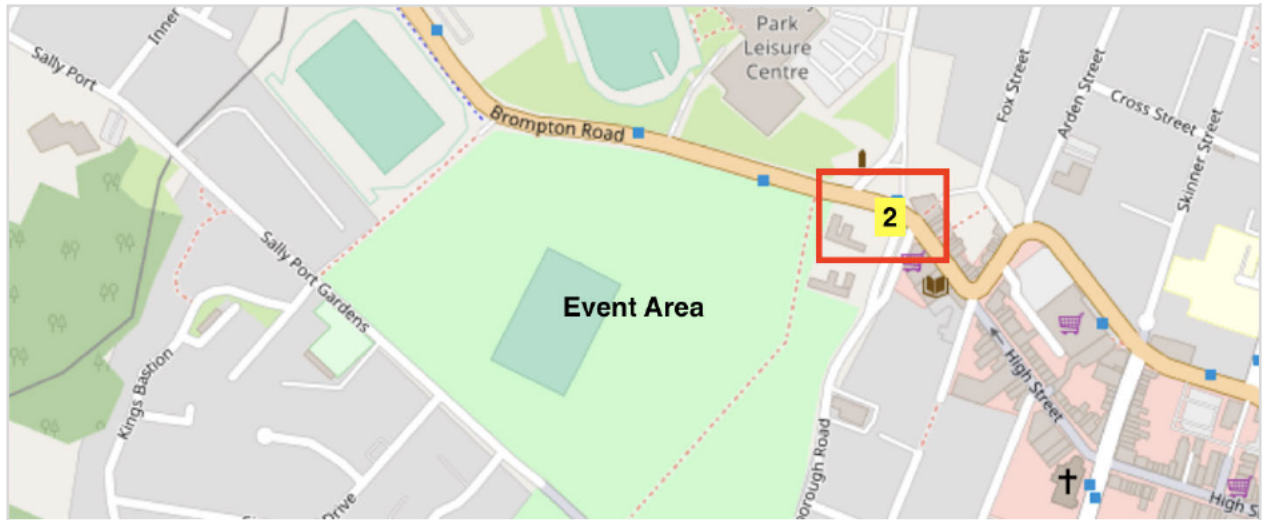 Inner
Sally Port
Park
Leisure
Centre
Fox Street
Arden Street
Cross Street
Skinner Street
Brompton Road
2
Sally Port Gardens
Event Area
Kings Bastion
High Street
orough Road
Drive
High S